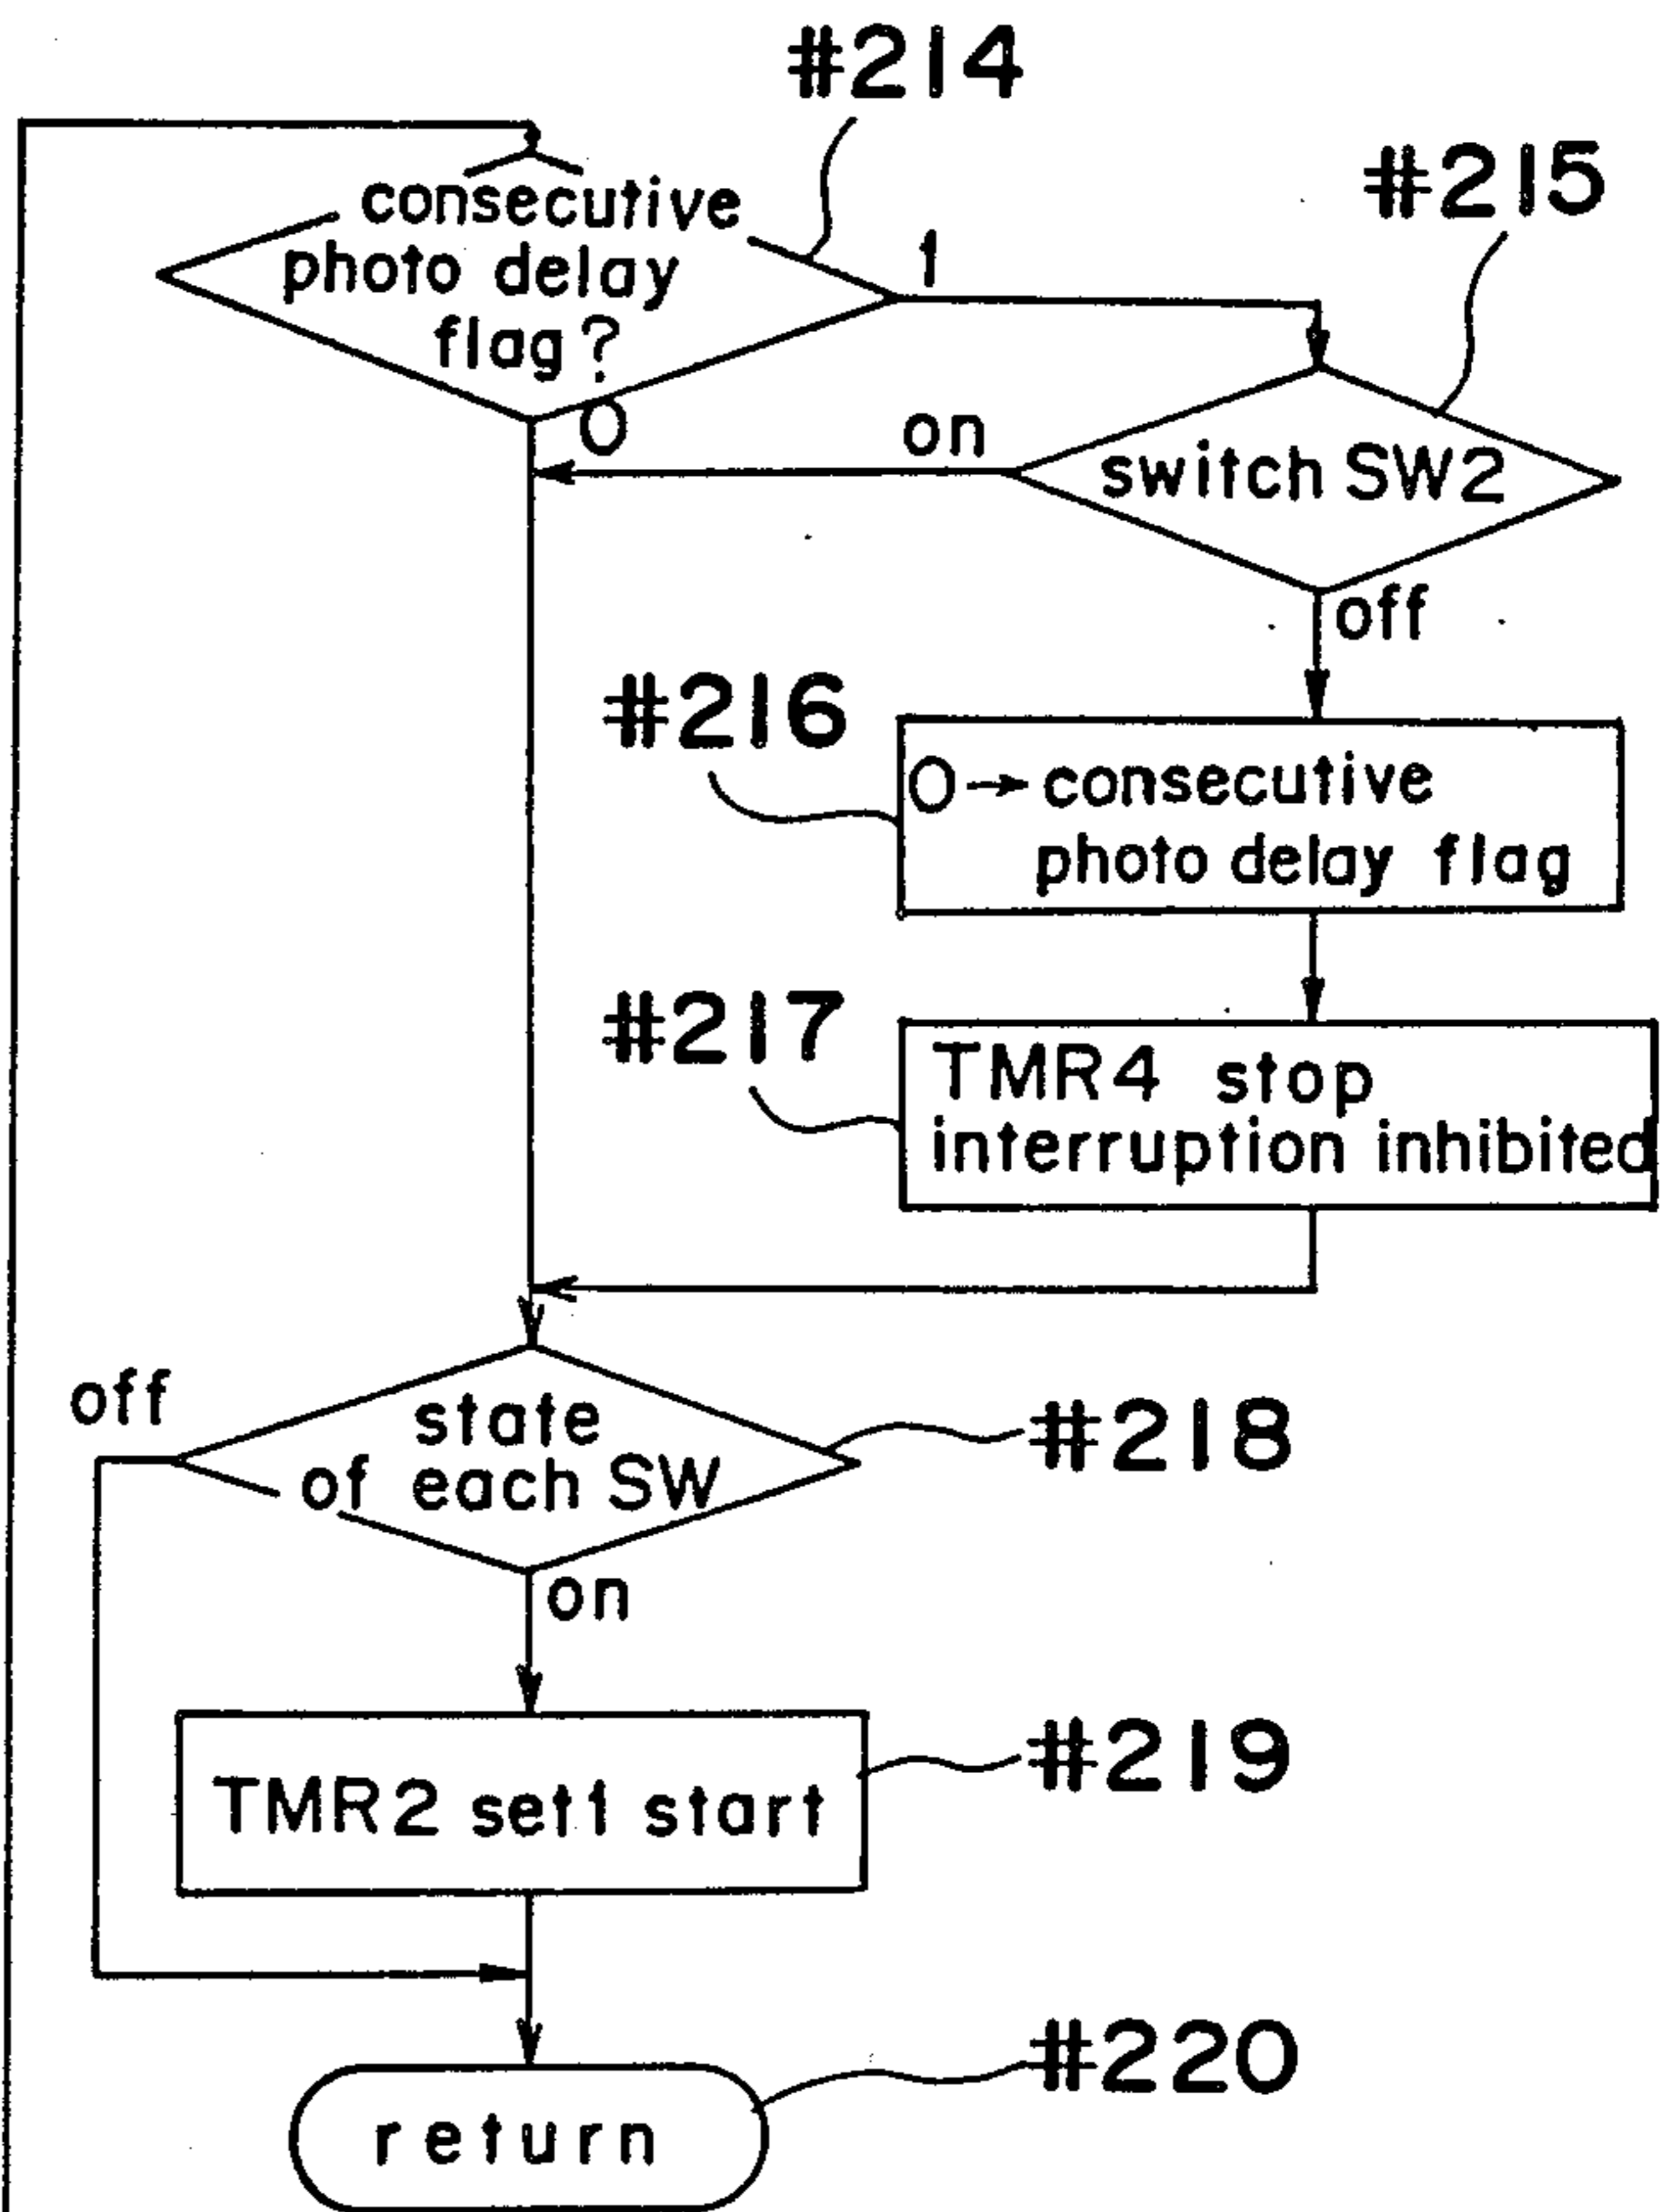 #214
#215
consecutive
photo delay
flag?
1
0
on
switch SW2
off
#216
0→consecutive
photo delay flag
#217
TMR4 stop
interruption inhibited
off
state
of each SW
#218
on
#219
TMR2 set1 start
#220
return